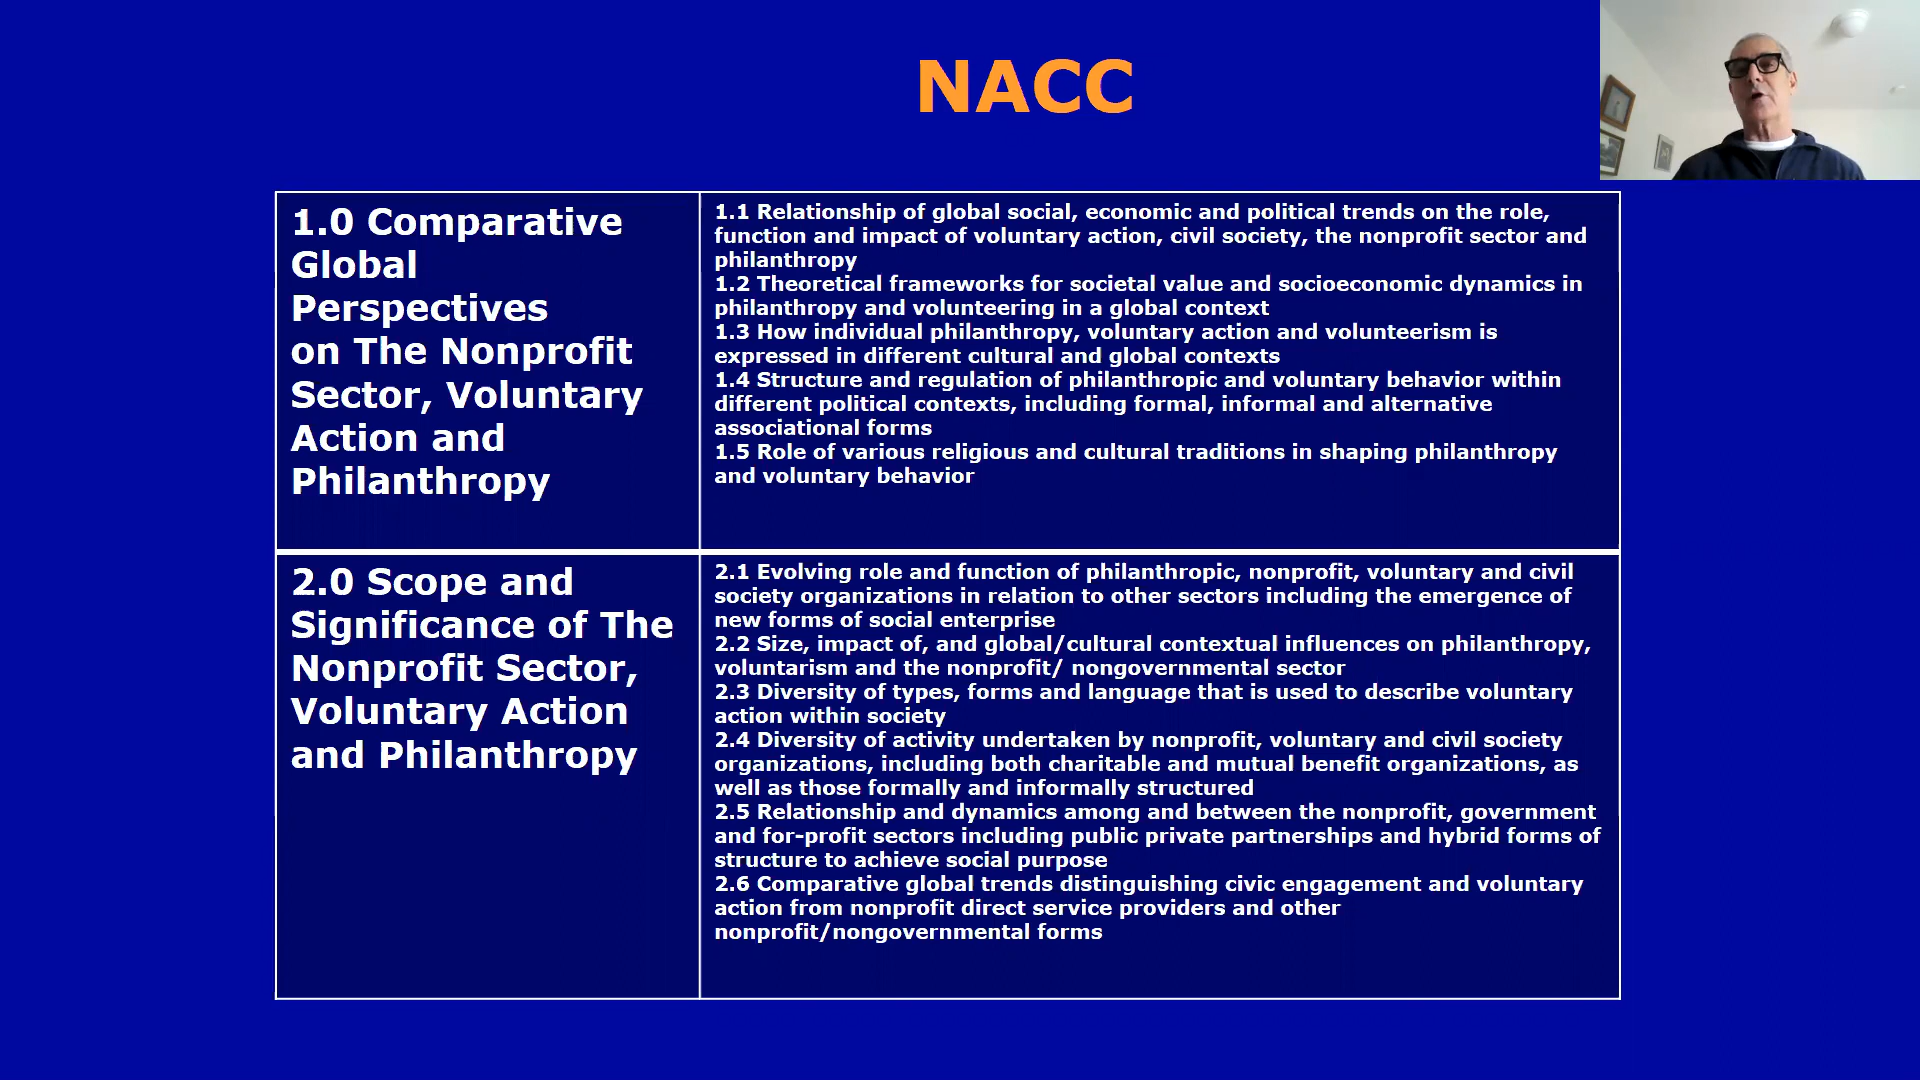 NACC
1.0 Comparative
Global
Perspectives
on The Nonprofit
Sector, Voluntary
Action and
Philanthropy
1.1 Relationship of global social, economic and political trends on the role,
function and impact of voluntary action, civil society, the nonprofit sector and
philanthropy
1.2 Theoretical frameworks for societal value and socioeconomic dynamics in
philanthropy and volunteering in a global context
1.3 How individual philanthropy, voluntary action and volunteerism is
expressed in different cultural and global contexts
1.4 Structure and regulation of philanthropic and voluntary behavior within
different political contexts, including formal, informal and alternative
associational forms
1.5 Role of various religious and cultural traditions in shaping philanthropy
and voluntary behavior
2.0 Scope and
Significance of The
Nonprofit Sector,
Voluntary Action
and Philanthropy
2.1 Evolving role and function of philanthropic, nonprofit, voluntary and civil
society organizations in relation to other sectors including the emergence of
new forms of social enterprise
2.2 Size, impact of, and global/cultural contextual influences on philanthropy,
voluntarism and the nonprofit/ nongovernmental sector
2.3 Diversity of types, forms and language that is used to describe voluntary
action within society
2.4 Diversity of activity undertaken by nonprofit, voluntary and civil society
organizations, including both charitable and mutual benefit organizations, as
well as those formally and informally structured
2.5 Relationship and dynamics among and between the nonprofit, government
and for-profit sectors including public private partnerships and hybrid forms of
structure to achieve social purpose
2.6 Comparative global trends distinguishing civic engagement and voluntary
action from nonprofit direct service providers and other
nonprofit/nongovernmental forms